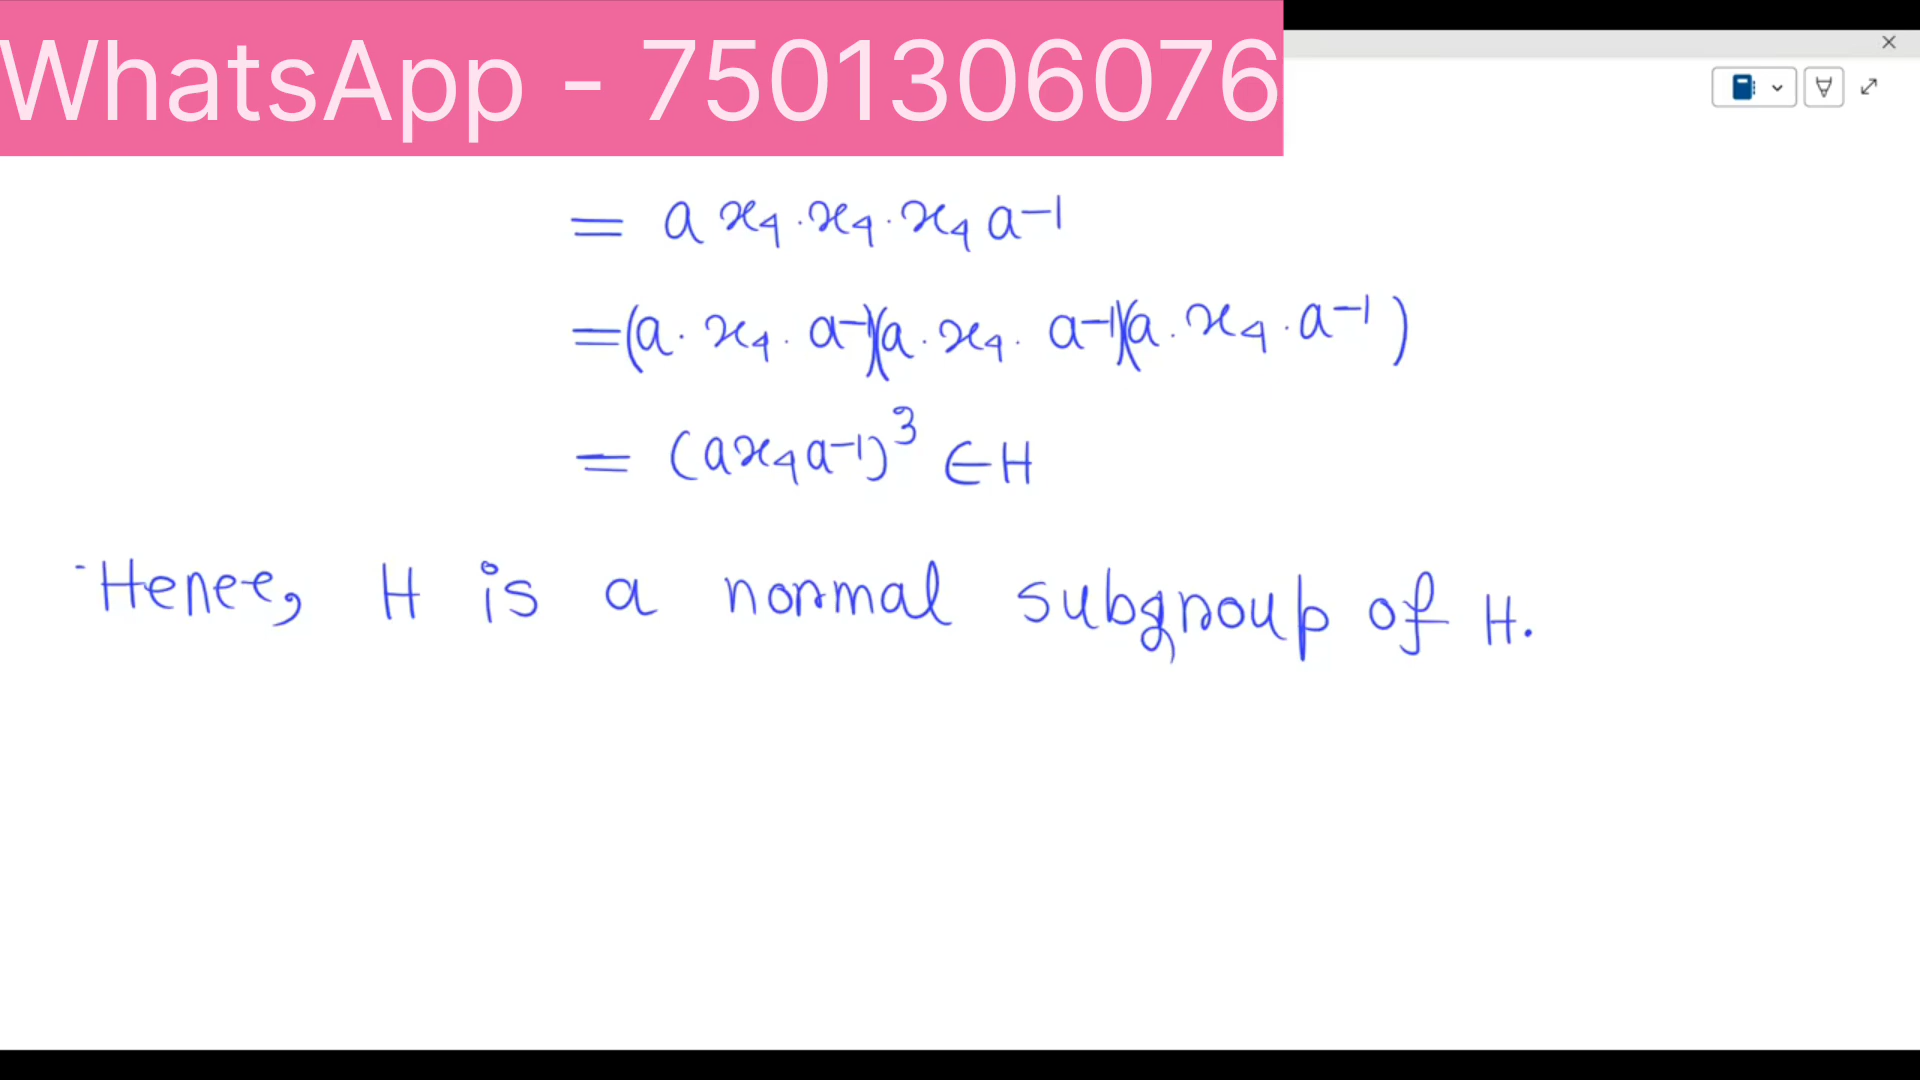 WhatsApp - 7501306076
= a x₄ . x₄ . x₄ a⁻¹
= (a . x₄ . a⁻¹)(a . x₄ . a⁻¹)(a . x₄ . a⁻¹)
= (a x₄ a⁻¹)³ ∈ H
Hence, H is a normal subgroup of H.